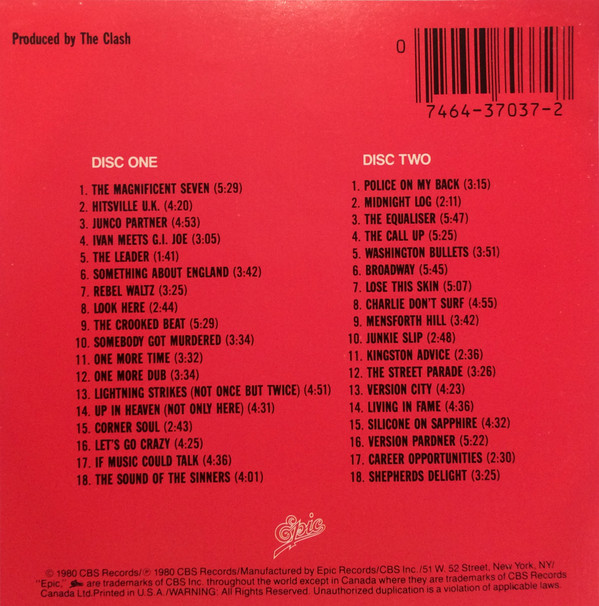 Produced by The Clash
0
7464-37037-2
DISC ONE
1. THE MAGNIFICENT SEVEN (5:29)
2. HITSVILLE U.K. (4:20)
3. JUNCO PARTNER (4:53)
4. IVAN MEETS G.I. JOE (3:05)
5. THE LEADER (1:41)
6. SOMETHING ABOUT ENGLAND (3:42)
7. REBEL WALTZ (3:25)
8. LOOK HERE (2:44)
9. THE CROOKED BEAT (5:29)
10. SOMEBODY GOT MURDERED (3:34)
11. ONE MORE TIME (3:32)
12. ONE MORE DUB (3:34)
13. LIGHTNING STRIKES (NOT ONCE BUT TWICE) (4:51)
14. UP IN HEAVEN (NOT ONLY HERE) (4:31)
15. CORNER SOUL (2:43)
16. LET'S GO CRAZY (4:25)
17. IF MUSIC COULD TALK (4:36)
18. THE SOUND OF THE SINNERS (4:01)
DISC TWO
1. POLICE ON MY BACK (3:15)
2. MIDNIGHT LOG (2:11)
3. THE EQUALISER (5:47)
4. THE CALL UP (5:25)
5. WASHINGTON BULLETS (3:51)
6. BROADWAY (5:45)
7. LOSE THIS SKIN (5:07)
8. CHARLIE DON'T SURF (4:55)
9. MENSFORTH HILL (3:42)
10. JUNKIE SLIP (2:48)
11. KINGSTON ADVICE (2:36)
12. THE STREET PARADE (3:26)
13. VERSION CITY (4:23)
14. LIVING IN FAME (4:36)
15. SILICONE ON SAPPHIRE (4:32)
16. VERSION PARDNER (5:22)
17. CAREER OPPORTUNITIES (2:30)
18. SHEPHERDS DELIGHT (3:25)
Epic
© 1980 CBS Records/℗ 1980 CBS Records/Manufactured by Epic Records/CBS Inc./51 W. 52 Street, New York, NY/
"Epic," Epic are trademarks of CBS Inc. throughout the world except in Canada where they are trademarks of CBS Records
Canada Ltd.Printed in U.S.A./WARNING: All Rights Reserved. Unauthorized duplication is a violation of applicable laws.